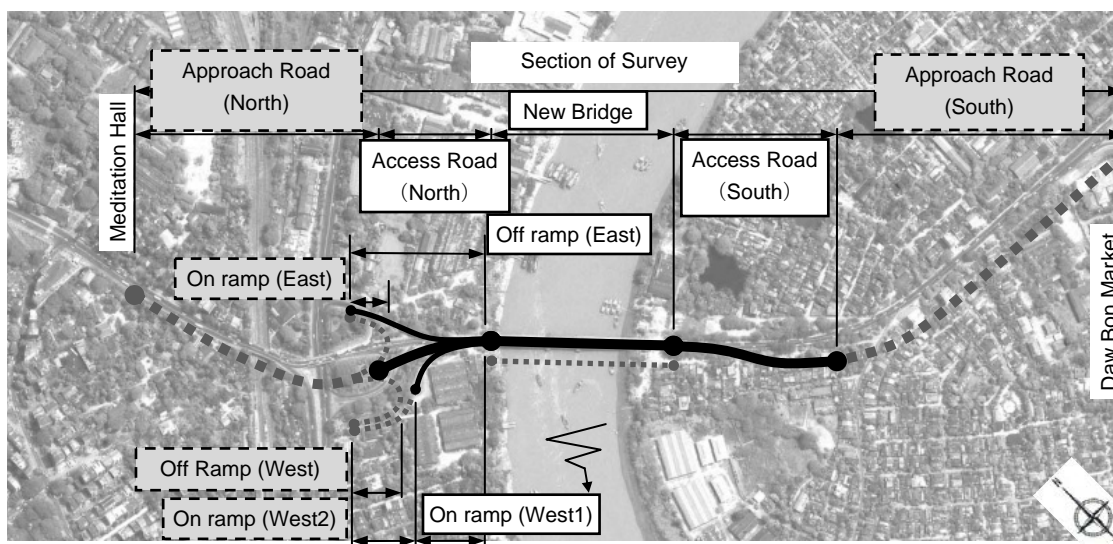 Section of Survey
Approach Road
(North)
Approach Road
(South)
New Bridge
Meditation Hall
Access Road
（North）
Access Road
（South）
Off ramp (East)
On ramp (East)
Daw Bon Market
Off Ramp (West)
On ramp (West2)
On ramp (West1)